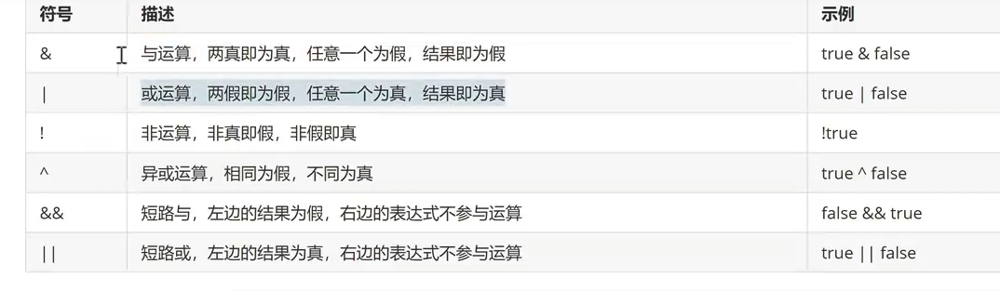 符号 描述 示例
& 与运算，两真即为真，任意一个为假，结果即为假 true & false
| 或运算，两假即为假，任意一个为真，结果即为真 true | false
! 非运算，非真即假，非假即真 !true
^ 异或运算，相同为假，不同为真 true ^ false
&& 短路与，左边的结果为假，右边的表达式不参与运算 false && true
|| 短路或，左边的结果为真，右边的表达式不参与运算 true || false